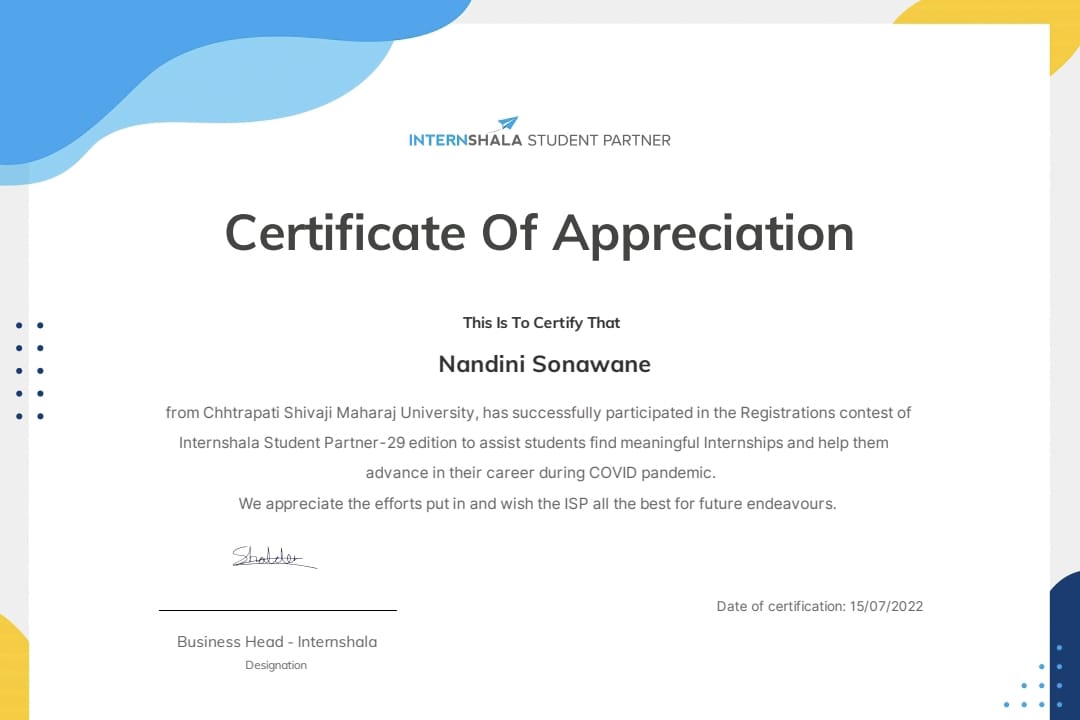 INTERNSHALA STUDENT PARTNER
Certificate Of Appreciation
This Is To Certify That
Nandini Sonawane
from Chhtrapati Shivaji Maharaj University, has successfully participated in the Registrations contest of
Internshala Student Partner-29 edition to assist students find meaningful Internships and help them
advance in their career during COVID pandemic.
We appreciate the efforts put in and wish the ISP all the best for future endeavours.
Date of certification: 15/07/2022
Business Head - Internshala
Designation